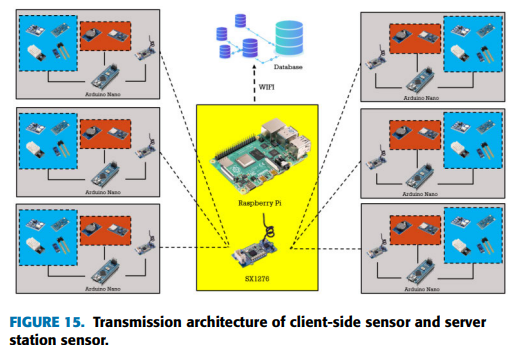 Database
WIFI
Arduino Nano
Arduino Nano
Raspberry Pi
Arduino Nano
Arduino Nano
SX1276
Arduino Nano
Arduino Nano
FIGURE 15. Transmission architecture of client-side sensor and server
station sensor.